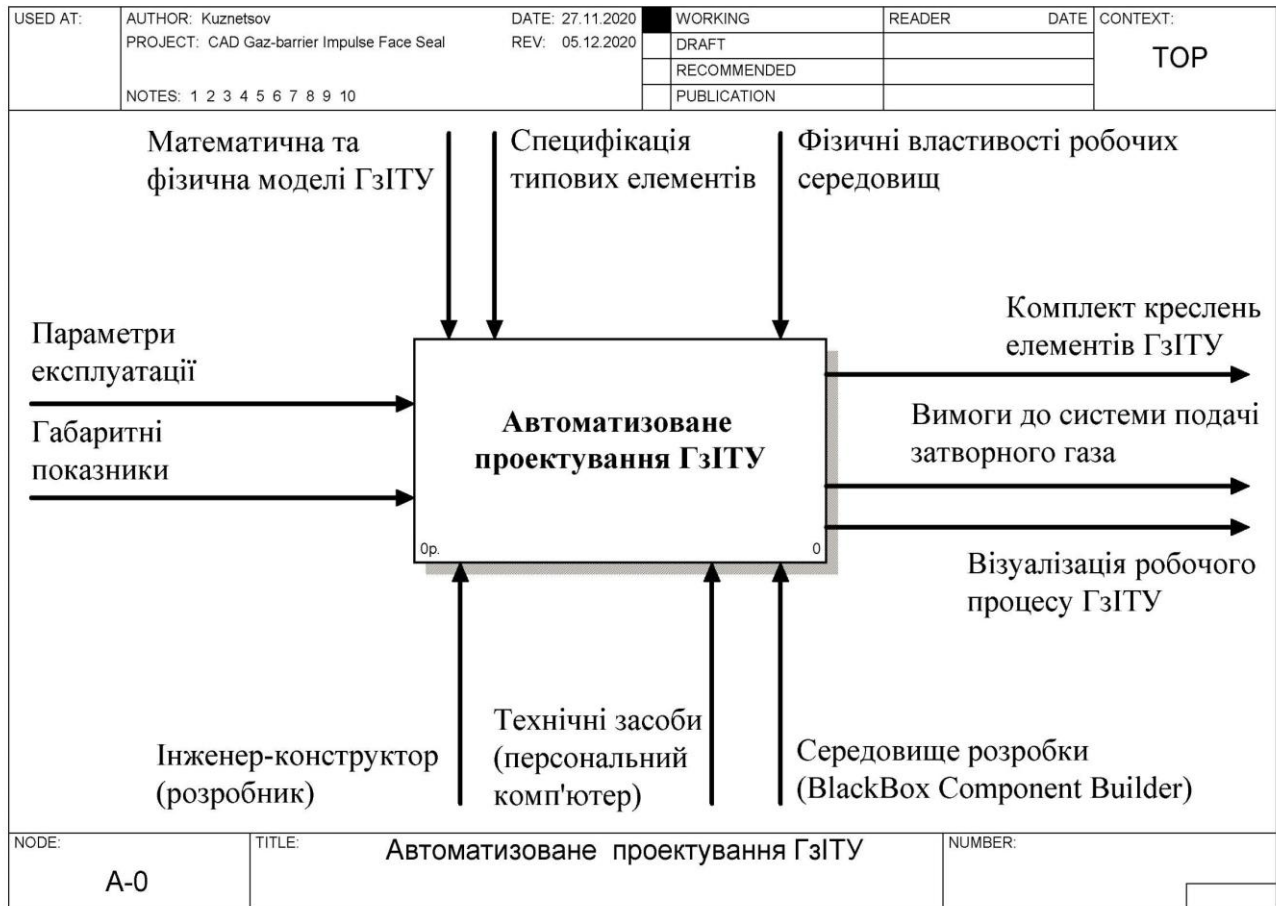 USED AT:
AUTHOR: Kuznetsov
DATE: 27.11.2020
PROJECT: CAD Gaz-barrier Impulse Face Seal
REV: 05.12.2020
NOTES: 1 2 3 4 5 6 7 8 9 10
WORKING
DRAFT
RECOMMENDED
PUBLICATION
READER
DATE
CONTEXT:
TOP
Математична та
фізична моделі ГзІТУ
Специфікація
типових елементів
Фізичні властивості робочих
середовищ
Параметри
експлуатації
Габаритні
показники
Автоматизоване
проектування ГзІТУ
0р.
0
Комплект креслень
елементів ГзІТУ
Вимоги до системи подачі
затворного газа
Візуалізація робочого
процесу ГзІТУ
Інженер-конструктор
(розробник)
Технічні засоби
(персональний
комп'ютер)
Середовище розробки
(BlackBox Component Builder)
NODE:
A-0
TITLE:
Автоматизоване проектування ГзІТУ
NUMBER: